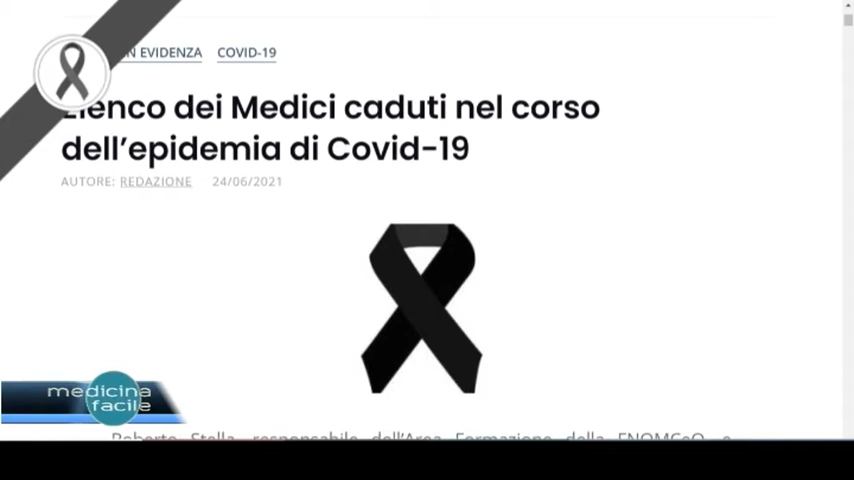 IN EVIDENZA COVID-19
Elenco dei Medici caduti nel corso
dell’epidemia di Covid-19
AUTORE: REDAZIONE 24/06/2021
medicina
facile
Roberto Stella, responsabile dell’Area Formazione della FNOMCeO e